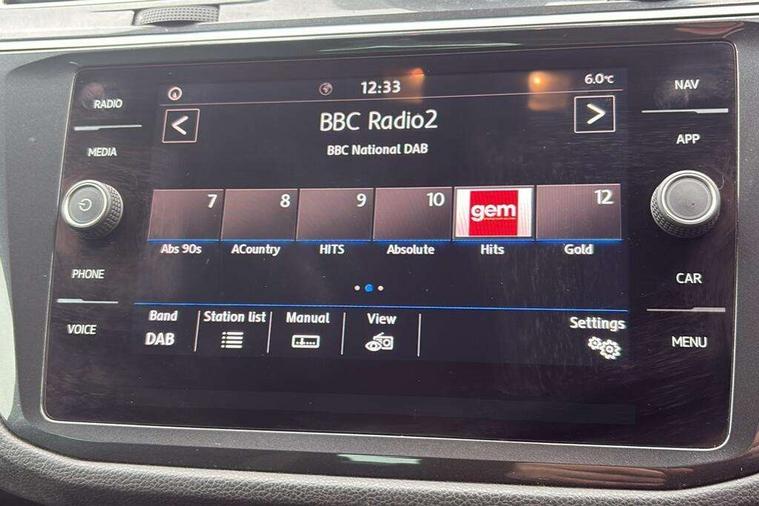 RADIO
MEDIA
PHONE
VOICE
12:33
6.0°C
<
BBC Radio2
>
BBC National DAB
7 8 9 10 gem 12
Abs 90s ACountry HITS Absolute Hits Gold
Band Station list Manual View Settings
DAB
NAV
APP
CAR
MENU